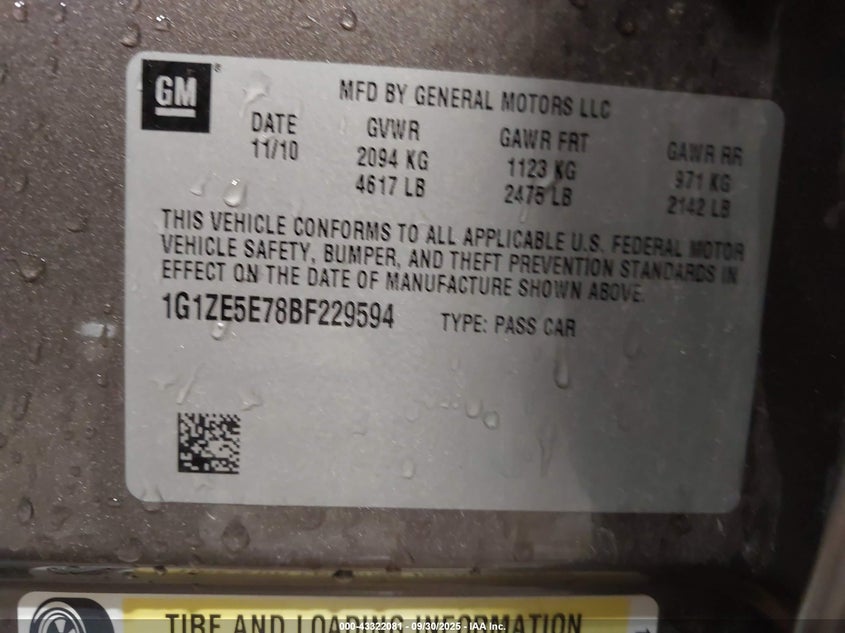 GM®
MFD BY GENERAL MOTORS LLC
DATE GVWR GAWR FRT GAWR RR
11/10 2094 KG 1123 KG 971 KG
4617 LB 2475 LB 2142 LB
THIS VEHICLE CONFORMS TO ALL APPLICABLE U.S. FEDERAL MOTOR
VEHICLE SAFETY, BUMPER, AND THEFT PREVENTION STANDARDS IN
EFFECT ON THE DATE OF MANUFACTURE SHOWN ABOVE.
1G1ZE5E78BF229594 TYPE: PASS CAR
TIRE AND LOADING INFORMATION
000-43322081 - 09/30/2025 - IAA Inc.